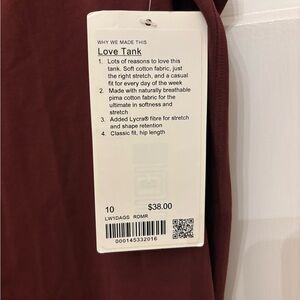 WHY WE MADE THIS
Love Tank
1. Lots of reasons to love this
tank. Soft cotton fabric, just
the right stretch, and a casual
fit for every day of the week
2. Made with naturally breathable
pima cotton fabric for the
ultimate in softness and
stretch
3. Added Lycra® fibre for stretch
and shape retention
4. Classic fit, hip length
10 $38.00
LW1DAGS RDMR
000145332016